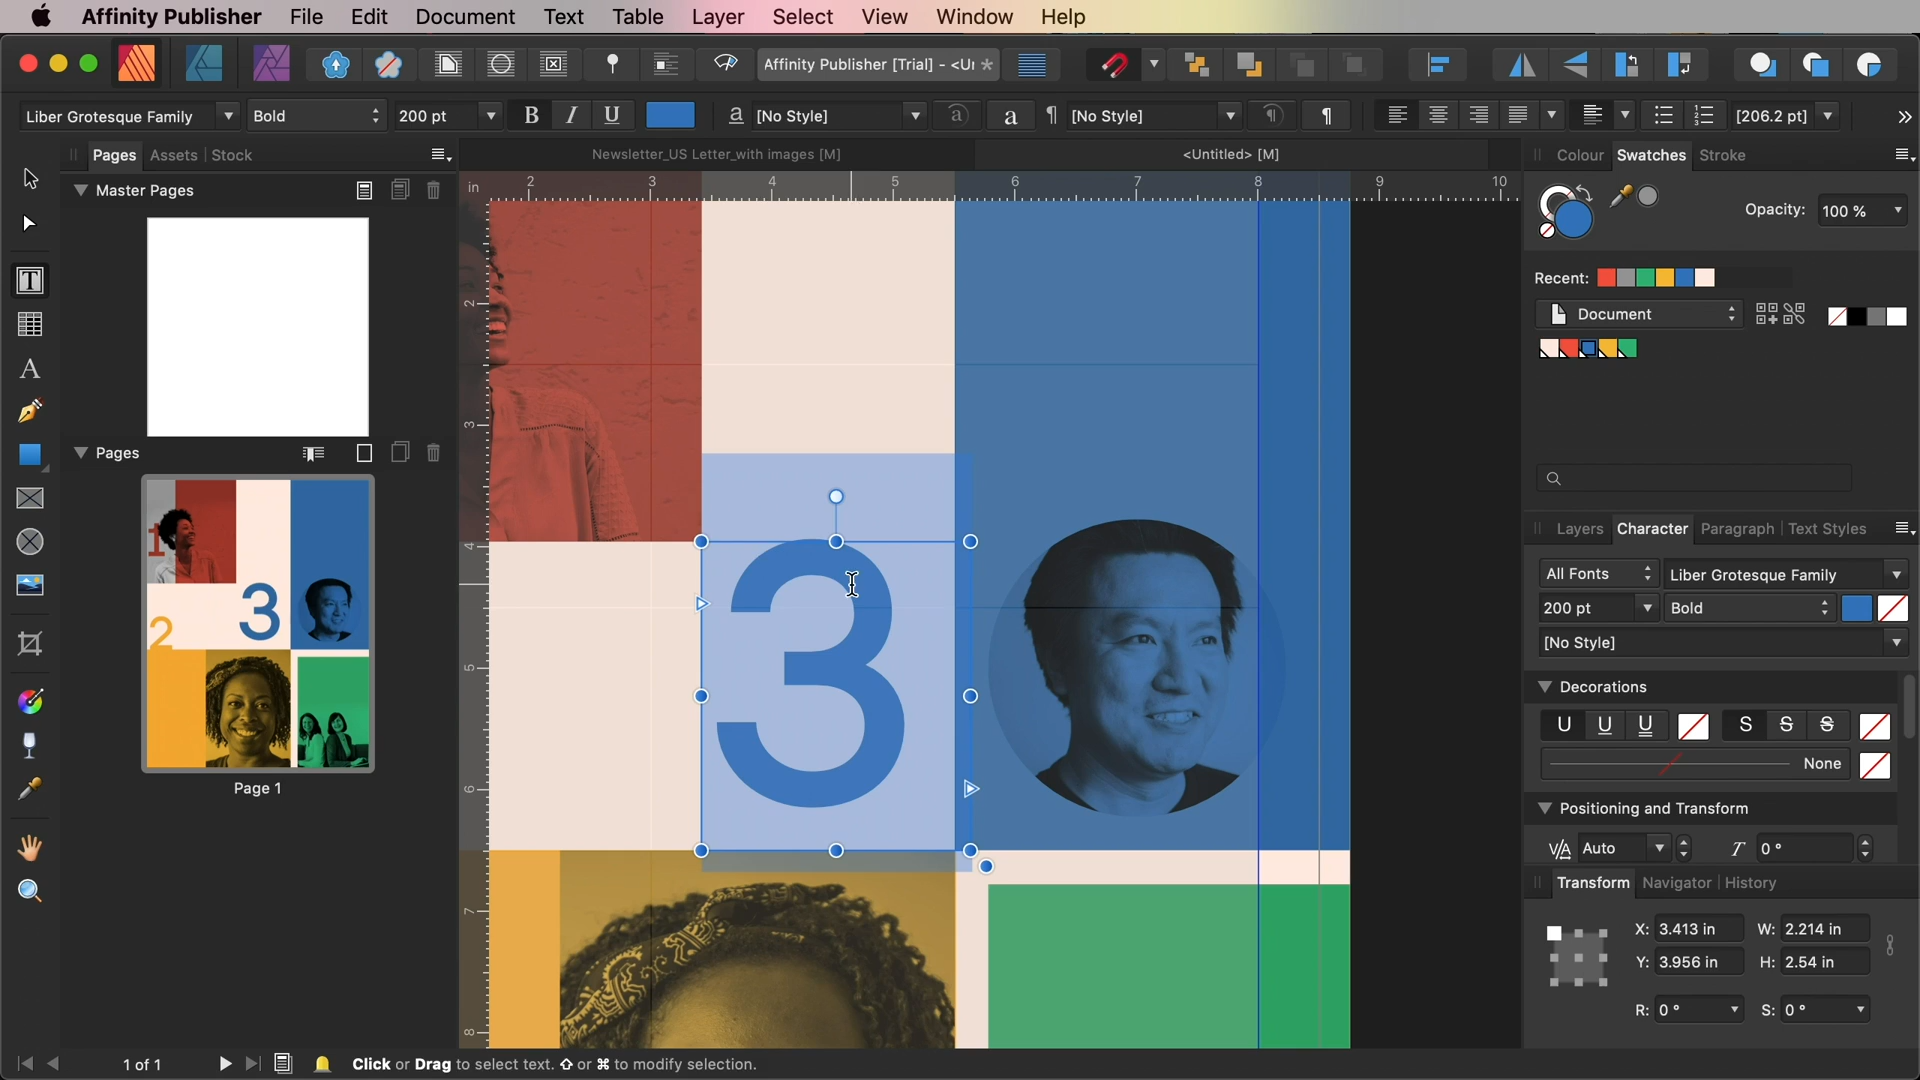 Affinity Publisher File Edit Document Text Table Layer Select View Window Help
Affinity Publisher [Trial] - <Ur *
Liber Grotesque Family Bold 200 pt B I U a [No Style] a a ¶ [No Style] ¶ ¶ [206.2 pt] »
Pages Assets Stock
Newsletter_US Letter_with images [M]
<Untitled> [M]
Colour Swatches Stroke
Master Pages
in 2 3 4 5 6 7 8 9 10
Opacity: 100 %
Recent:
Document
2
3
4
5
6
7
8
Pages
1
2
3
Page 1
3
Layers Character Paragraph Text Styles
All Fonts Liber Grotesque Family
200 pt Bold
[No Style]
Decorations
U U U S S S
None
Positioning and Transform
V/A Auto T 0 °
Transform Navigator History
X: 3.413 in W: 2.214 in
Y: 3.956 in H: 2.54 in
R: 0 ° S: 0 °
1 of 1 Click or Drag to select text. ⇧ or ⌘ to modify selection.